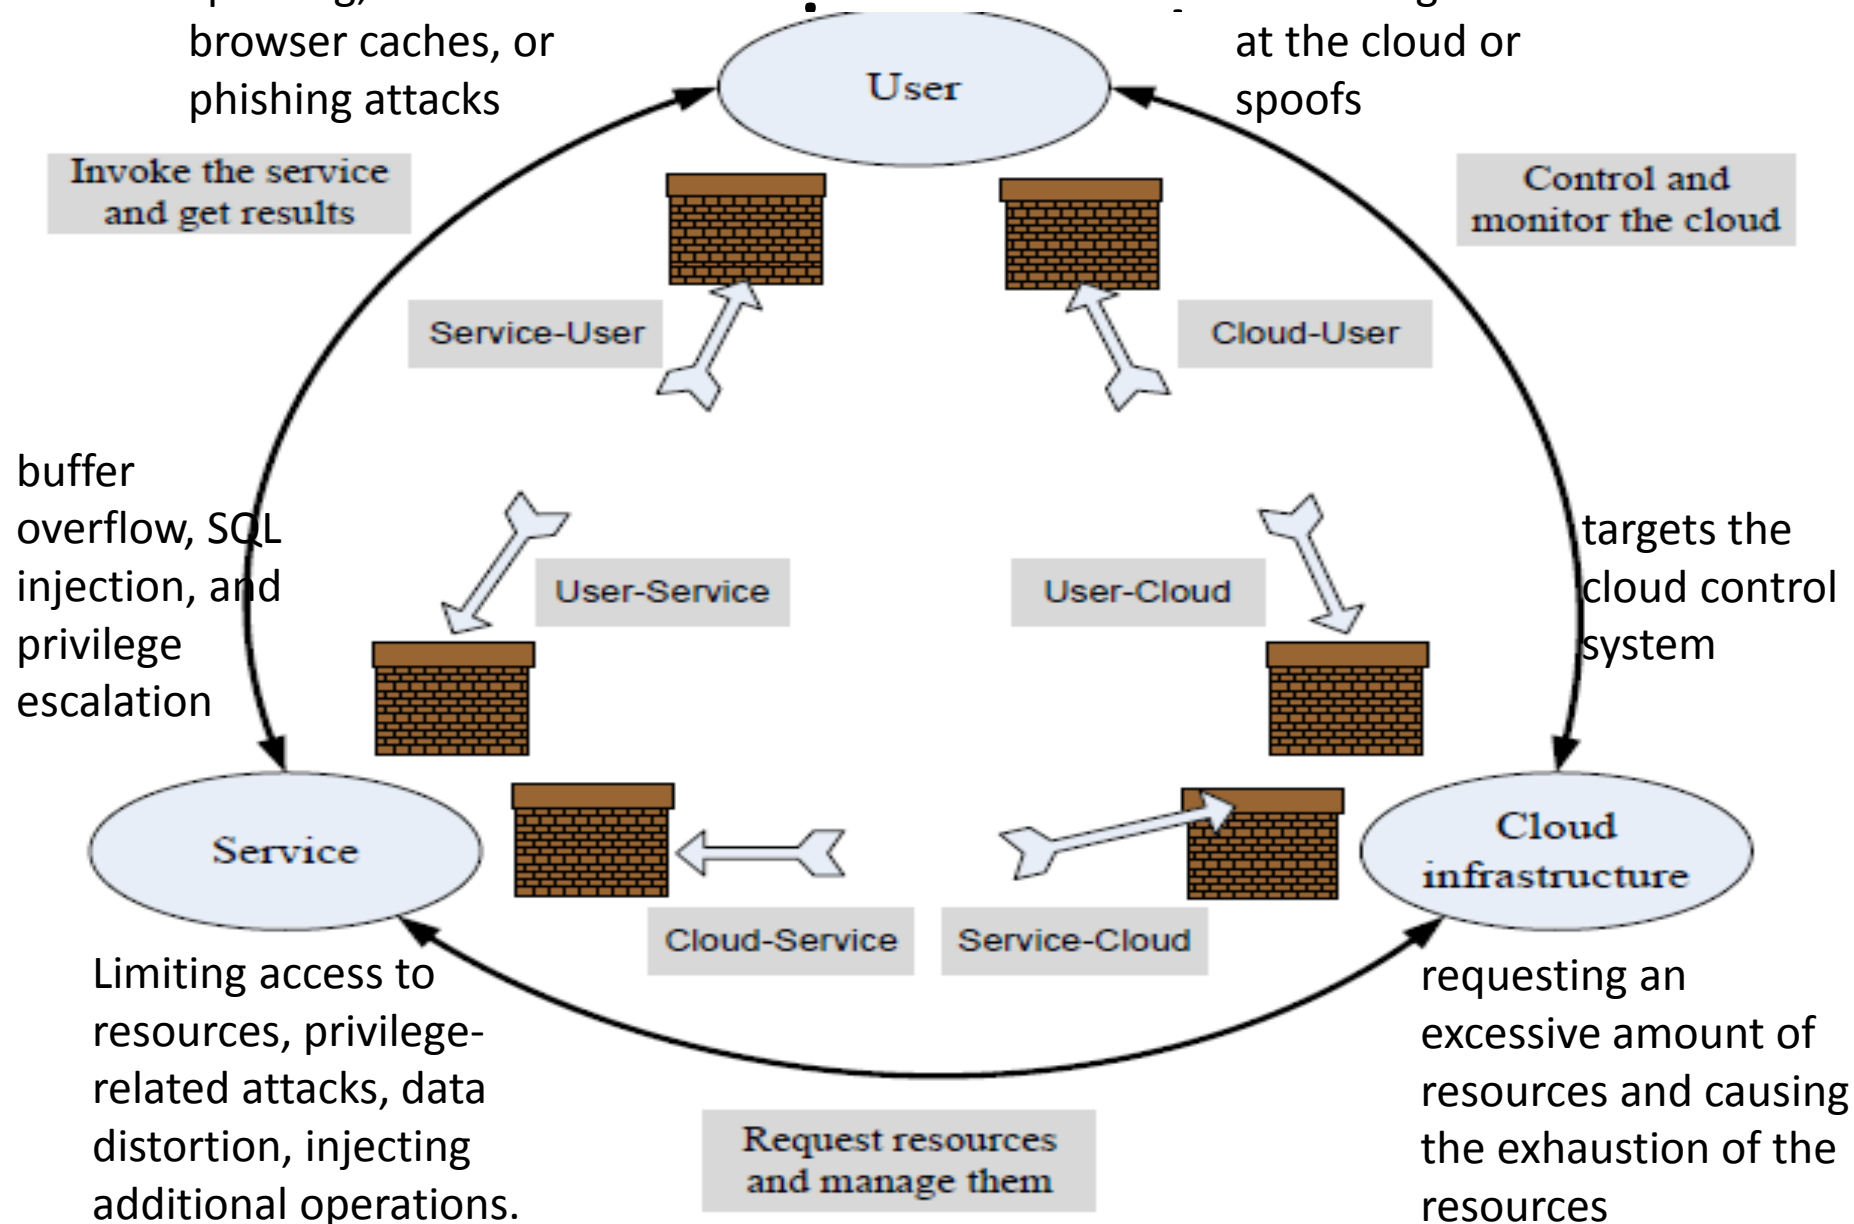 browser caches, or
phishing attacks
at the cloud or
spoofs
User
Invoke the service
and get results
Control and
monitor the cloud
Service-User
Cloud-User
buffer
overflow, SQL
injection, and
privilege
escalation
targets the
cloud control
system
User-Service
User-Cloud
Service
Cloud
infrastructure
Cloud-Service
Service-Cloud
Limiting access to
resources, privilege-
related attacks, data
distortion, injecting
additional operations.
requesting an
excessive amount of
resources and causing
the exhaustion of the
resources
Request resources
and manage them